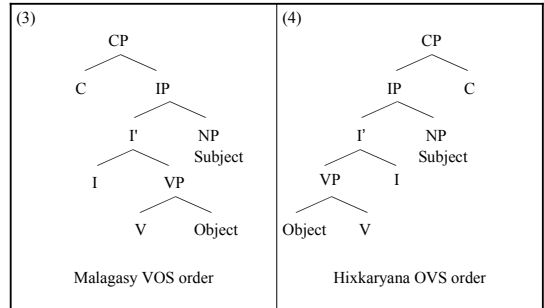 (3) (4)
CP CP
C IP IP C
I' NP I’ NP
Subject Subject
I VP VP I
V Object Object V
Malagasy VOS order Hixkaryana OVS order